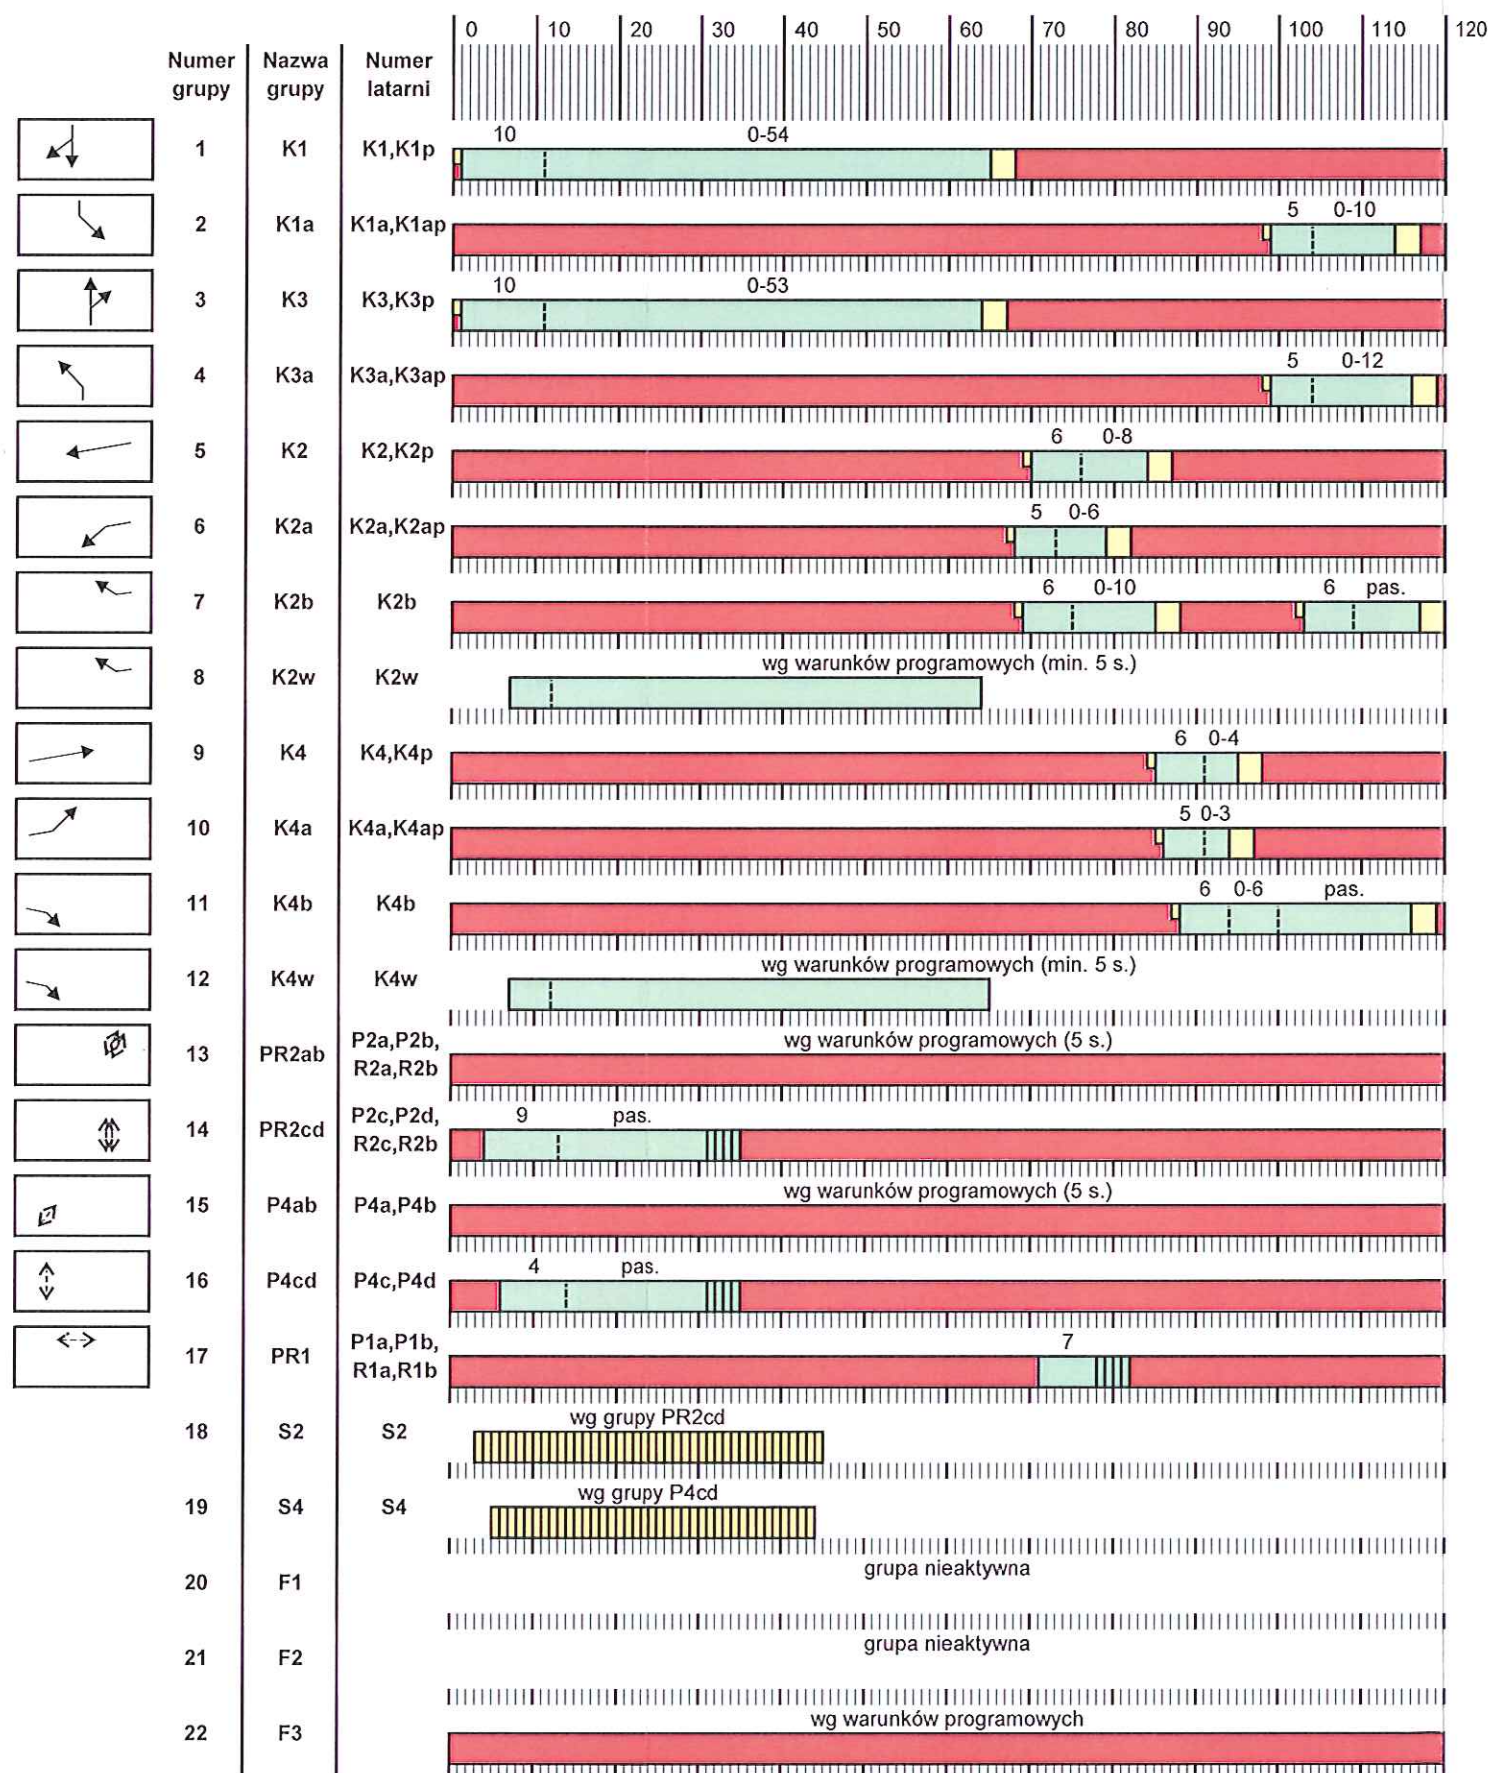 0 10 20 30 40 50 60 70 80 90 100 110 120
Numer grupy Nazwa grupy Numer latarni
10 0-54
1 K1 K1,K1p
5 0-10
2 K1a K1a,K1ap
10 0-53
3 K3 K3,K3p
5 0-12
4 K3a K3a,K3ap
6 0-8
5 K2 K2,K2p
5 0-6
6 K2a K2a,K2ap
6 0-10 6 pas.
7 K2b K2b
wg warunków programowych (min. 5 s.)
8 K2w K2w
6 0-4
9 K4 K4,K4p
5 0-3
10 K4a K4a,K4ap
6 0-6 pas.
11 K4b K4b
wg warunków programowych (min. 5 s.)
12 K4w K4w
wg warunków programowych (5 s.)
13 PR2ab P2a,P2b, R2a,R2b
9 pas.
14 PR2cd P2c,P2d, R2c,R2b
wg warunków programowych (5 s.)
15 P4ab P4a,P4b
4 pas.
16 P4cd P4c,P4d
7
17 PR1 P1a,P1b, R1a,R1b
wg grupy PR2cd
18 S2 S2
wg grupy P4cd
19 S4 S4
grupa nieaktywna
20 F1
grupa nieaktywna
21 F2
wg warunków programowych
22 F3